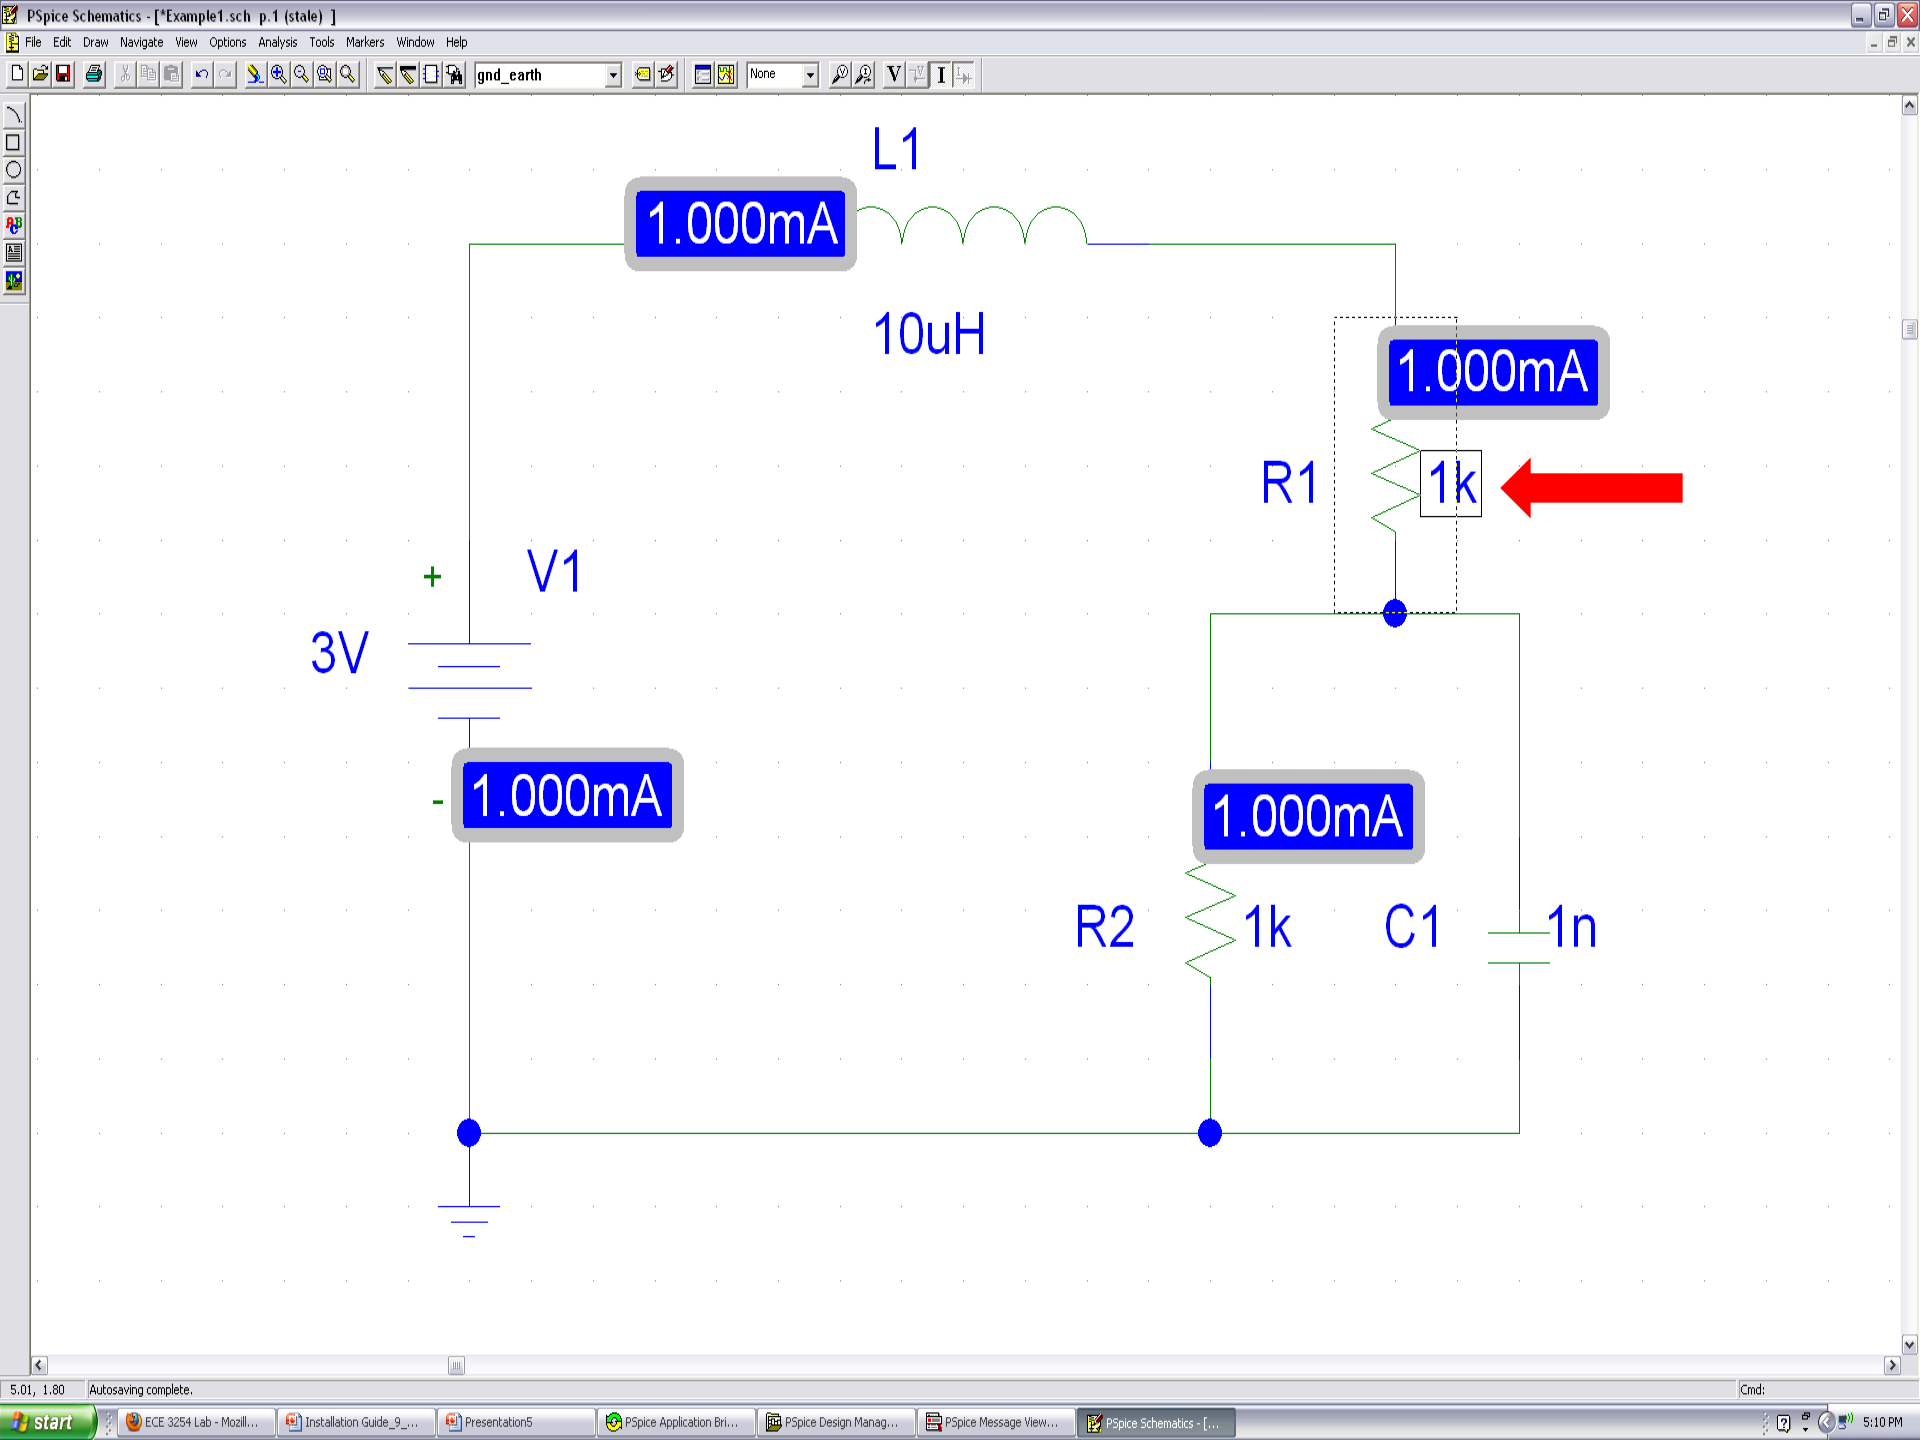 PSpice Schematics - [*Example1.sch p.1 (stale) ]
File Edit Draw Navigate View Options Analysis Tools Markers Window Help
gnd_earth None V I
ABC
L1
1.000mA
10uH
1.000mA
R1 1k
+ V1
3V
- 1.000mA
1.000mA
R2 1k C1 1n
5.01, 1.80 Autosaving complete. Cmd:
start ECE 3254 Lab - Mozill... Installation Guide_9_... Presentation5 PSpice Application Bri... PSpice Design Manag... PSpice Message View... PSpice Schematics - [... 5:10 PM